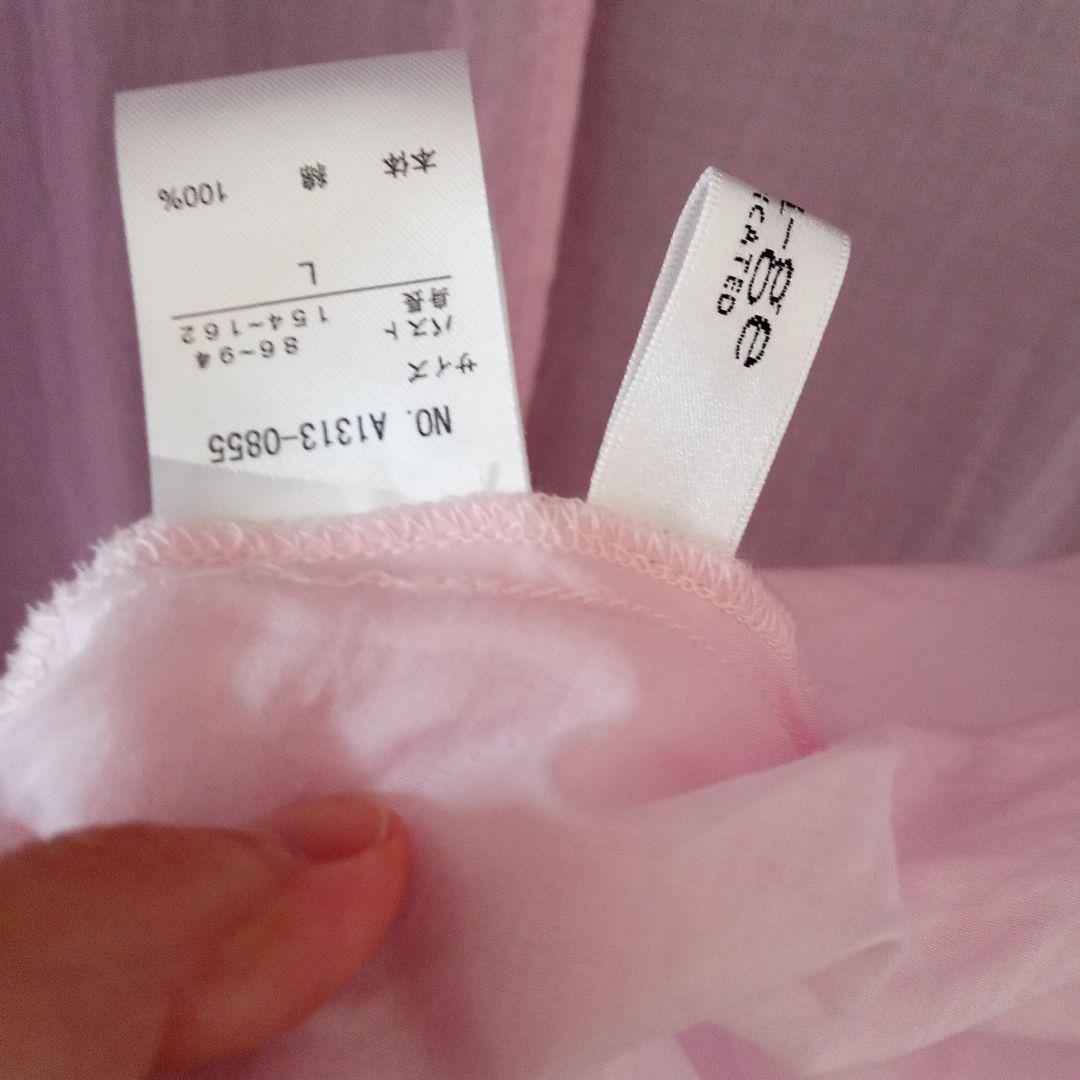 NO. A1313-0855
サイズ
バスト 86~94
身長 154~162
L
本体 綿 100%
L-ge
ICATED